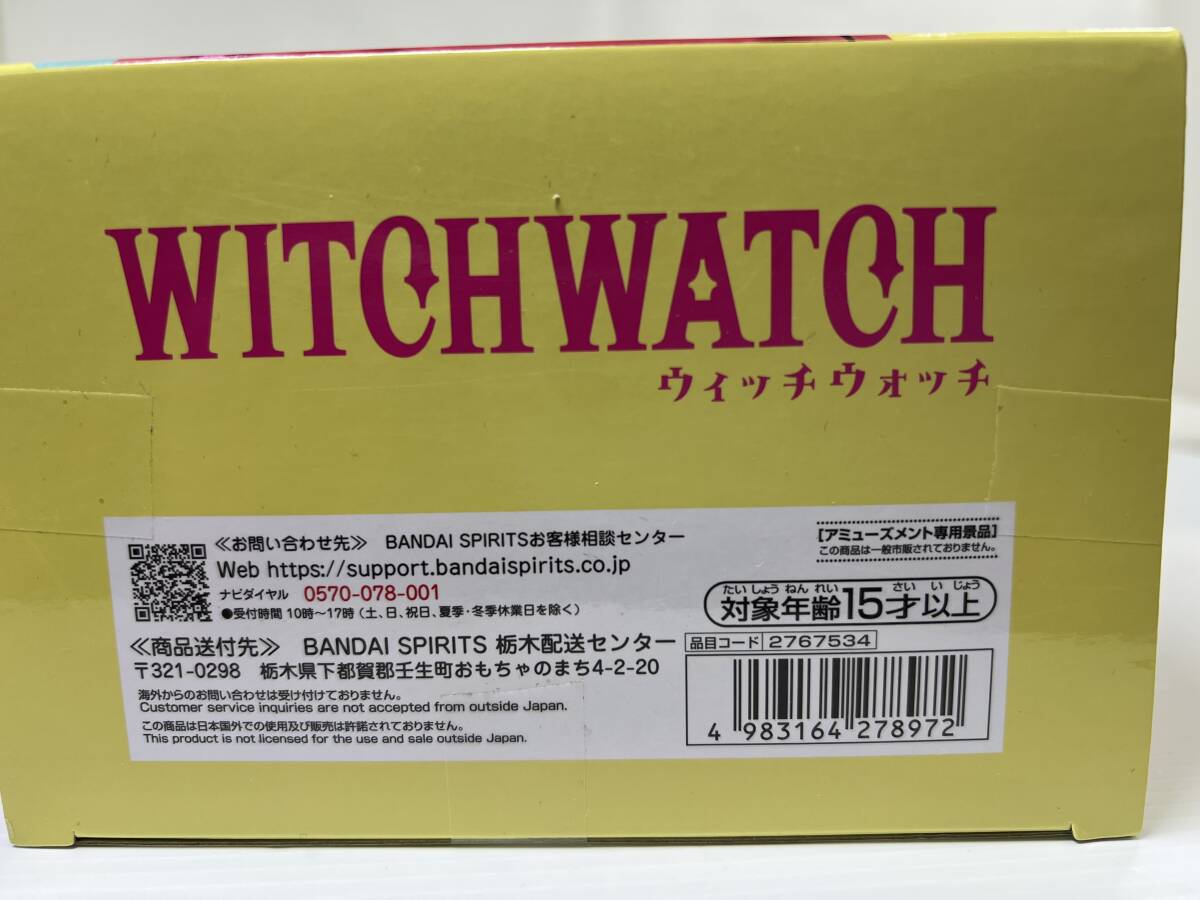 WITCHWATCH
ウィッチウォッチ
≪お問い合わせ先≫ BANDAI SPIRITSお客様相談センター
Web https://support.bandaispirits.co.jp
ナビダイヤル 0570-078-001
●受付時間 10時～17時（土、日、祝日、夏季・冬季休業日を除く）
≪商品送付先≫ BANDAI SPIRITS 栃木配送センター
〒321-0298 栃木県下都賀郡壬生町おもちゃのまち4-2-20
海外からのお問い合わせは受け付けておりません。
Customer service inquiries are not accepted from outside Japan.
この商品は日本国外での使用及び販売は許諾されておりません。
This product is not licensed for the use and sale outside Japan.
［アミューズメント専用景品］
この商品は一般市販されておりません。
たいしょうねんれい さいいじょう
対象年齢15才以上
品目コード 2767534
4 983164 278972